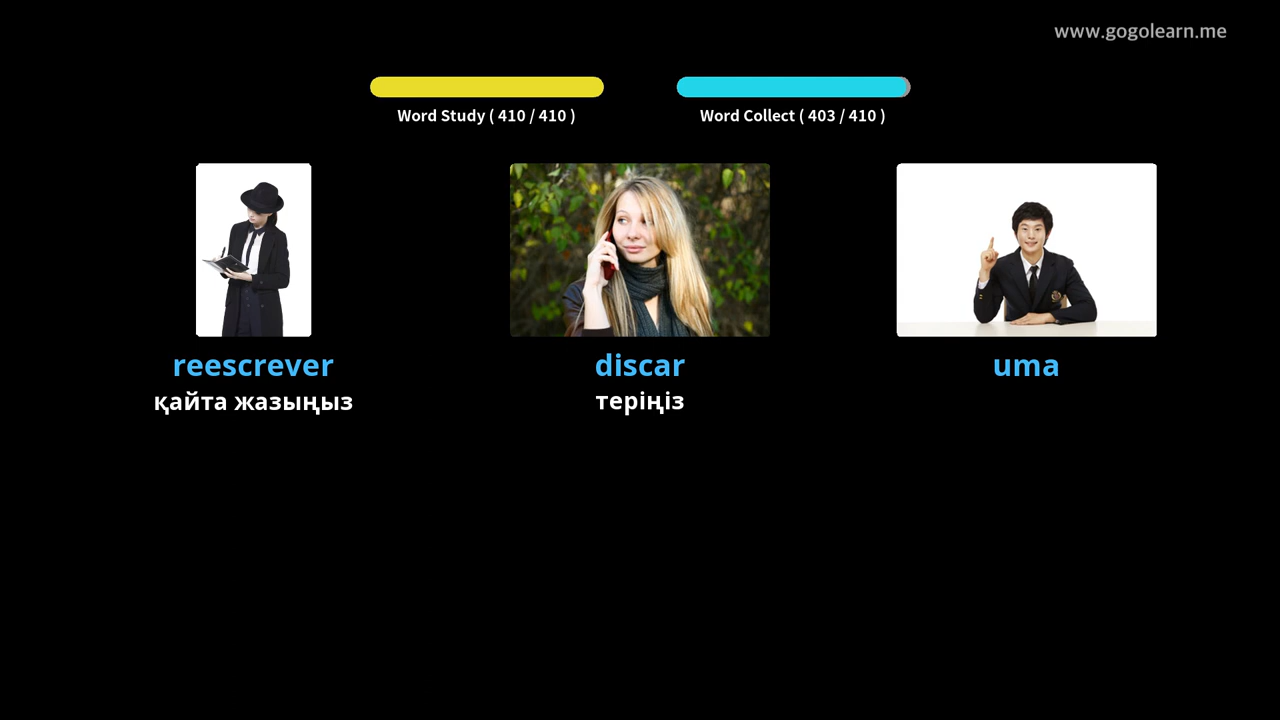 www.gogolearn.me
Word Study ( 410 / 410 )
Word Collect ( 403 / 410 )
reescrever
discar
uma
қайта жазыңыз
теріңіз